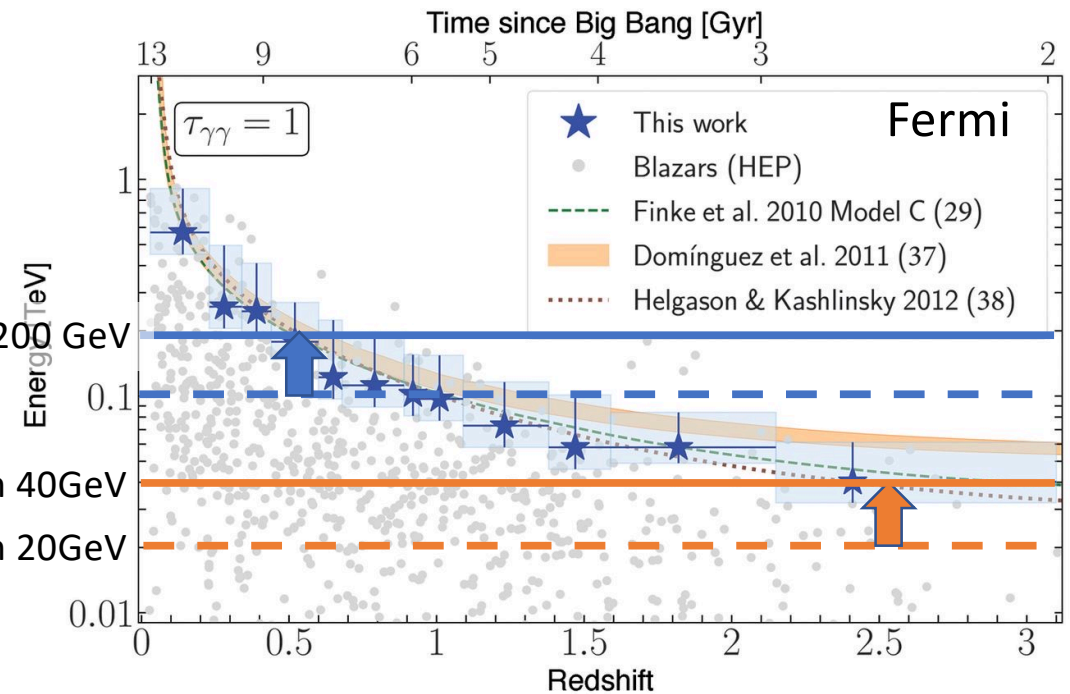 Time since Big Bang [Gyr]
13 9 6 5 4 3 2
τγγ = 1
Fermi
This work
Blazars (HEP)
Finke et al. 2010 Model C (29)
Domínguez et al. 2011 (37)
Helgason & Kashlinsky 2012 (38)
Energy [TeV]
1
200 GeV
0.1
40GeV
20GeV
0.01
0 0.5 1 1.5 2 2.5 3
Redshift